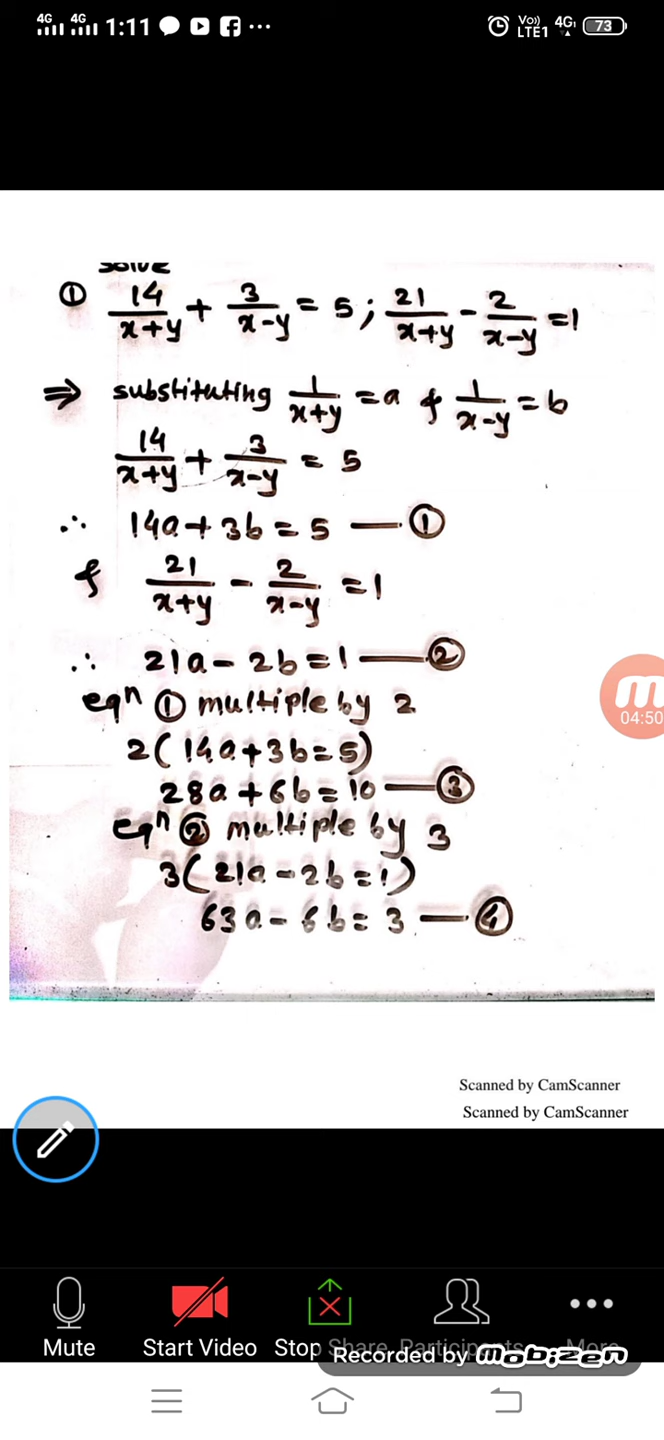 4G 4G 1:11 ... Vo)) LTE1 4G 73
SOLVE
① 14/x+y + 3/x-y = 5; 21/x+y - 2/x-y = 1
⇒ substituting 1/x+y = a & 1/x-y = b
14/x+y + 3/x-y = 5
∴ 14a + 3b = 5 — ①
& 21/x+y - 2/x-y = 1
∴ 21a - 2b = 1 — ②
eqⁿ ① multiple by 2
2(14a + 3b = 5)
28a + 6b = 10 — ③
eqⁿ ② multiple by 3
3(21a - 2b = 1)
63a - 6b = 3 — ④
m
04:50
Scanned by CamScanner
Scanned by CamScanner
Mute Start Video Stop Share Participants More
Recorded by mobizen